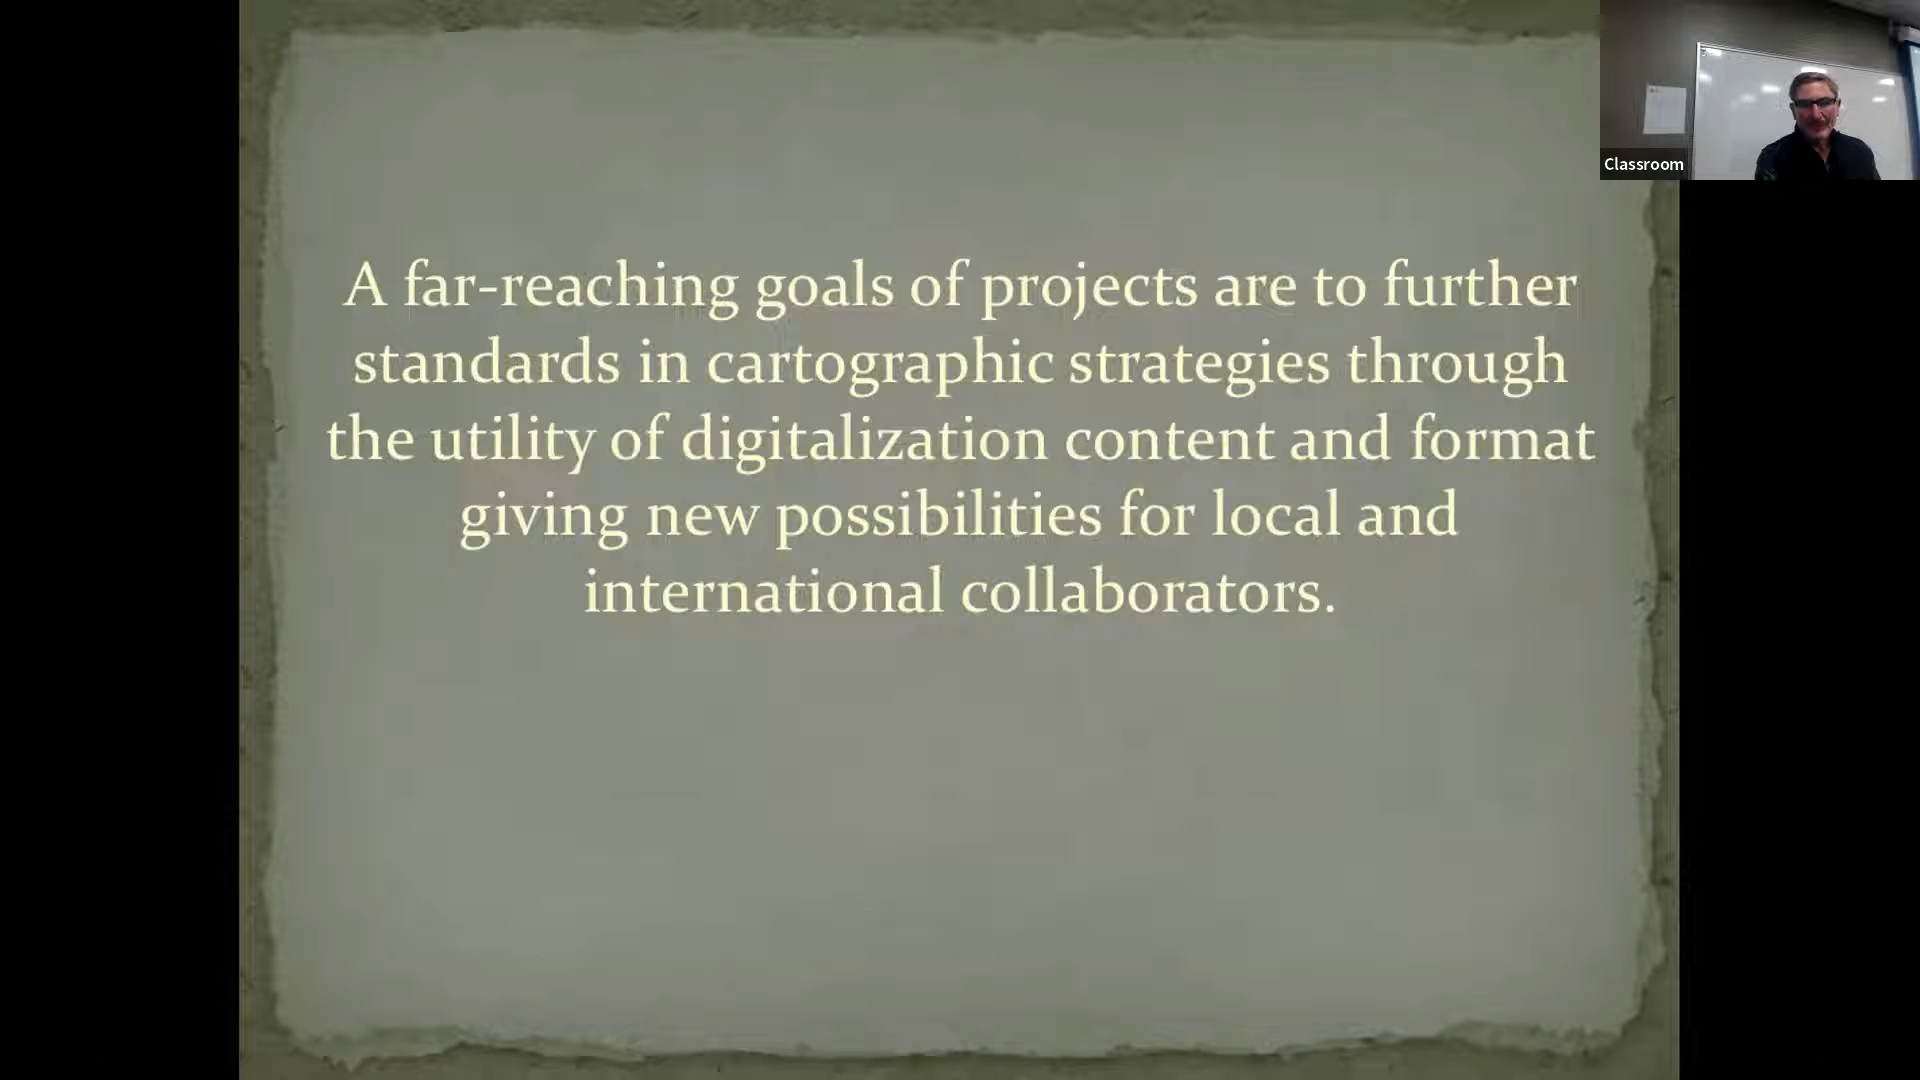 A far-reaching goals of projects are to further
standards in cartographic strategies through
the utility of digitalization content and format
giving new possibilities for local and
international collaborators.
Classroom